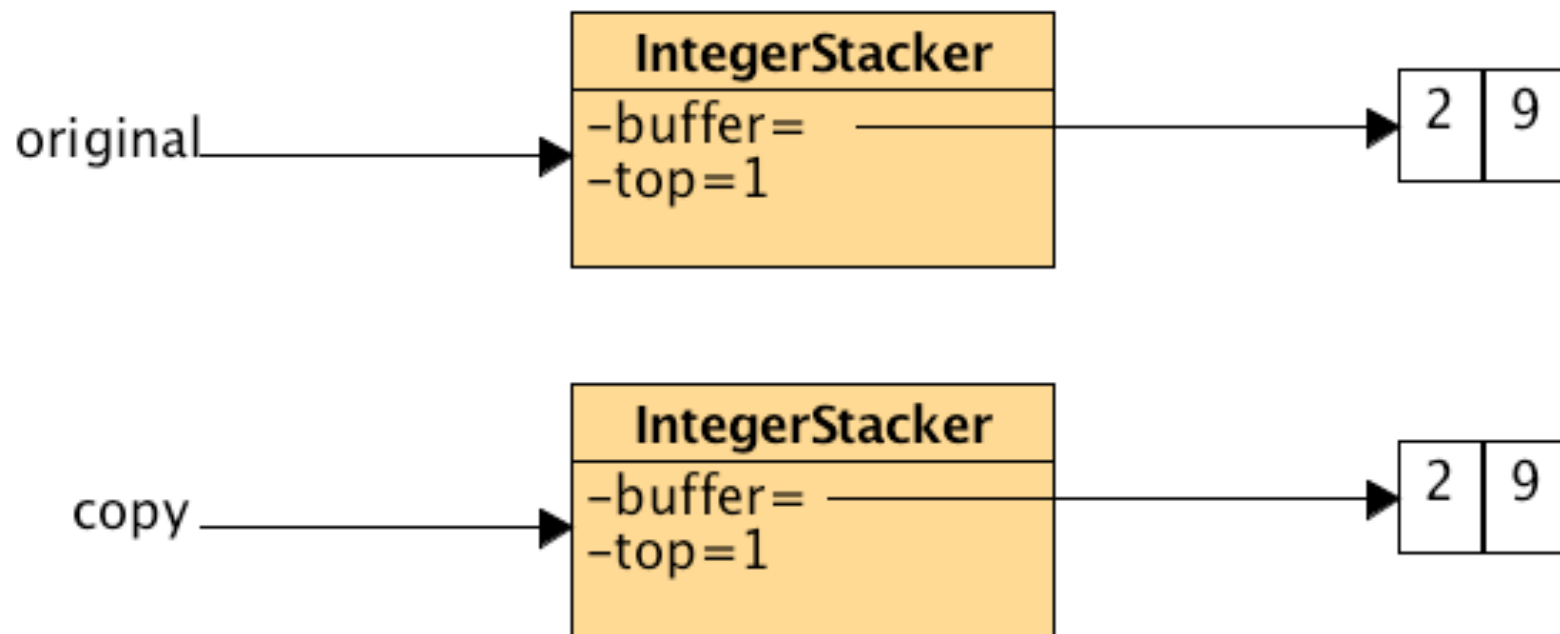 IntegerStacker
original
-buffer=
2 9
-top=1
IntegerStacker
copy
-buffer=
2 9
-top=1